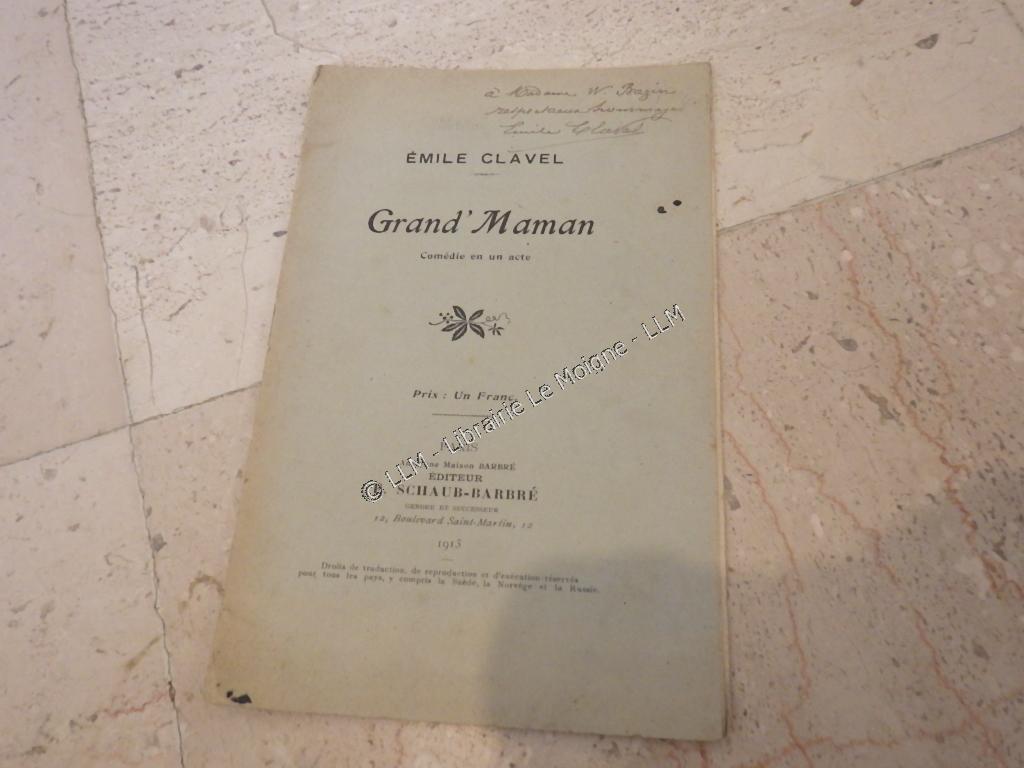 à Madame W. Bazin
respectueux hommage
Emile Clavel
ÉMILE CLAVEL
Grand' Maman
Comédie en un acte
Prix : Un Franc.
Maison BARBRÉ
ÉDITEUR
SCHAUB-BARBRÉ
GENDRE ET SUCCESSEUR
12, Boulevard Saint-Martin, 12
1913
Droits de traduction, de reproduction et d'exécution réservés
pour tous les pays, y compris la Suède, la Norvège et la Russie.
© LLM - Librairie Le Moigne - LLM